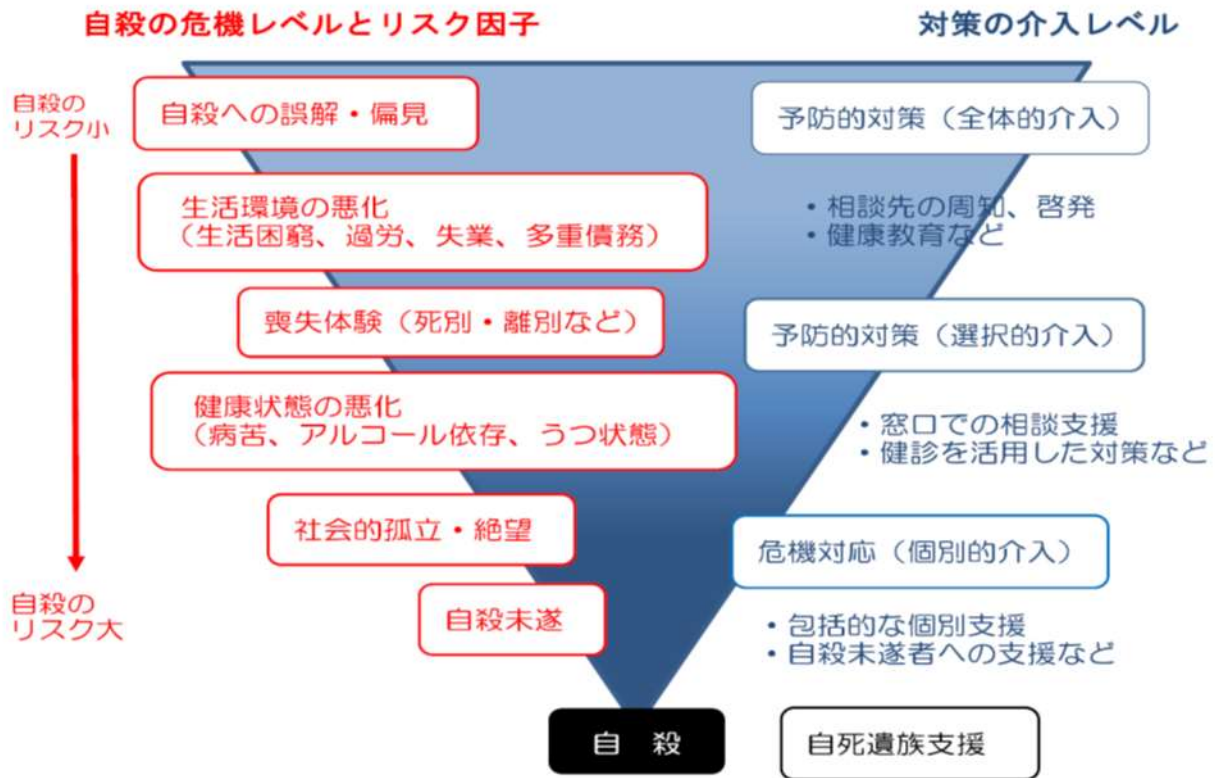 自殺の危機レベルとリスク因子
対策の介入レベル
自殺の
リスク小
自殺への誤解・偏見
予防的対策(全体的介入)
生活環境の悪化
(生活困窮、過労、失業、多重債務)
・相談先の周知、啓発
・健康教育など
喪失体験(死別・離別など)
予防的対策(選択的介入)
健康状態の悪化
(病苦、アルコール依存、うつ状態)
・窓口での相談支援
・健診を活用した対策など
社会的孤立・絶望
危機対応(個別的介入)
自殺の
リスク大
自殺未遂
・包括的な個別支援
・自殺未遂者への支援など
自 殺
自死遺族支援